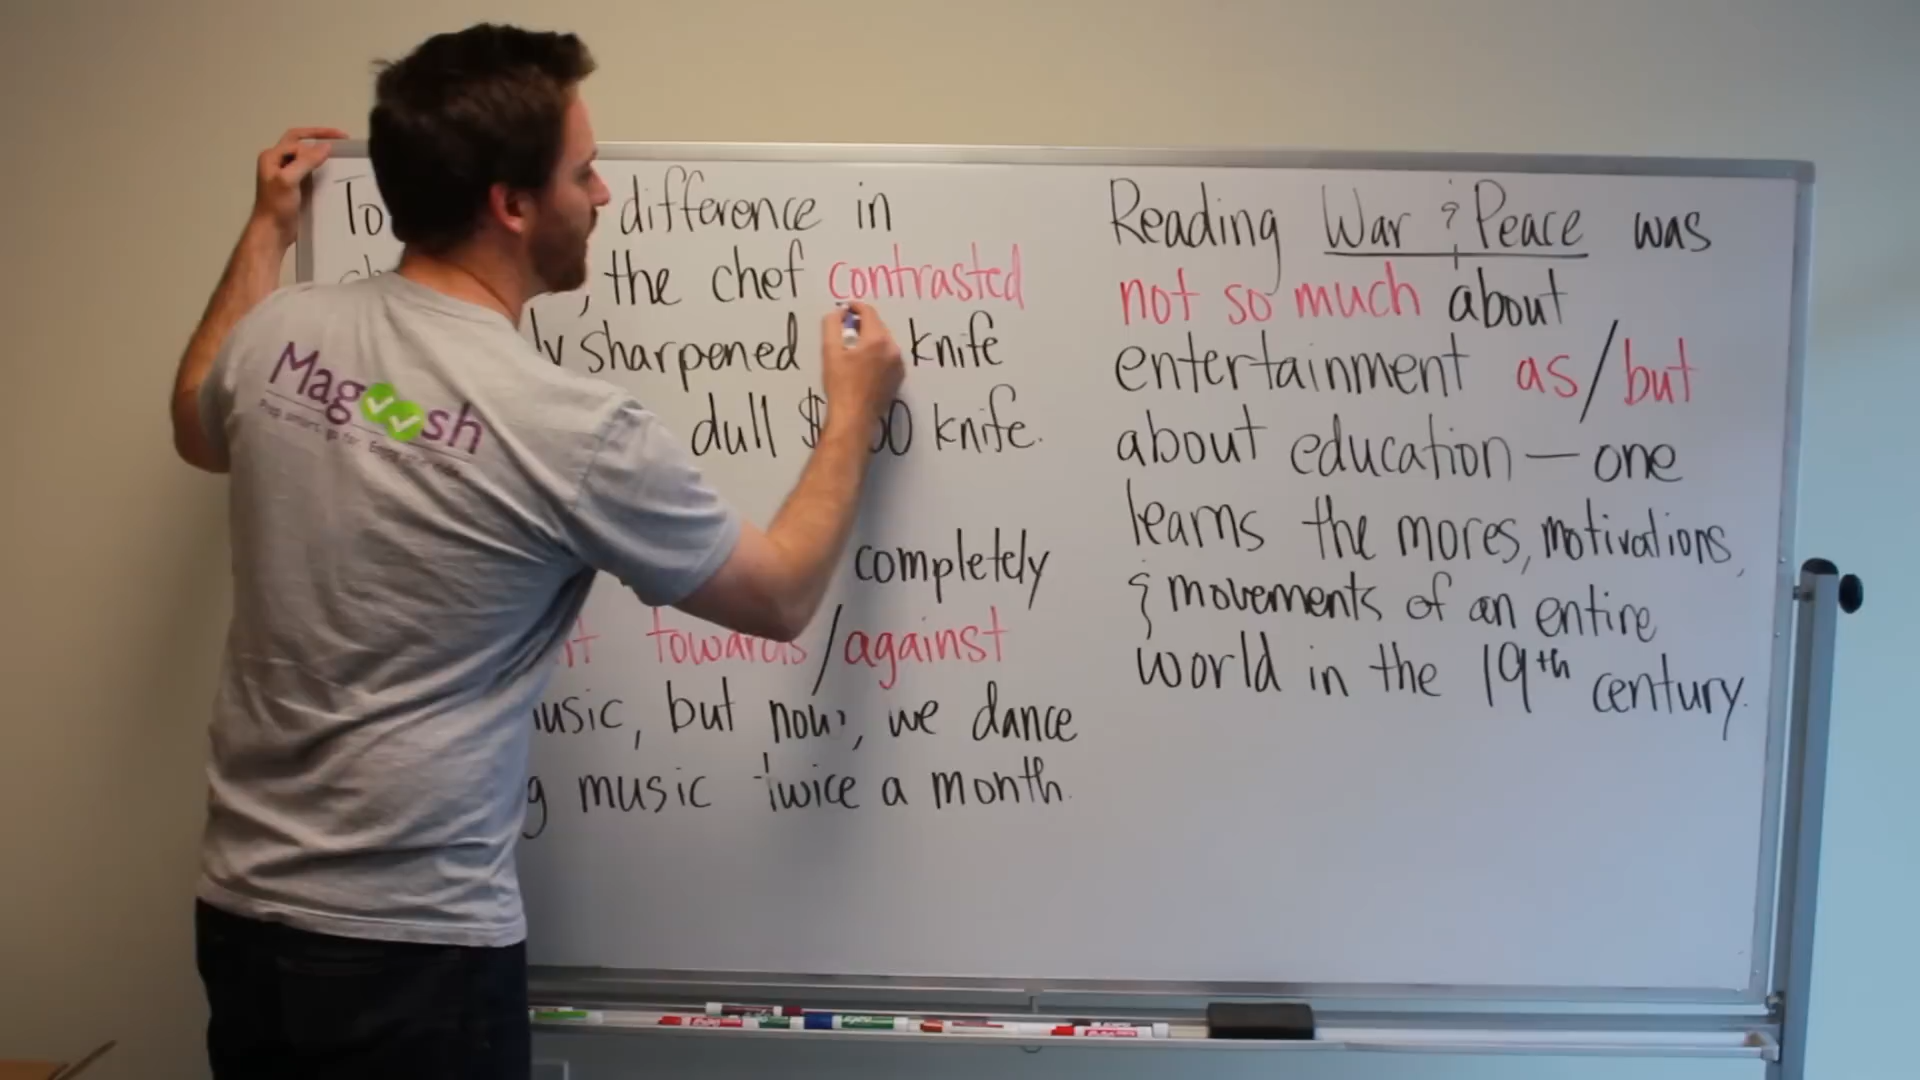 To difference in
, the chef contrasted
sharpened knife
dull knife.
completely
towards/against
music, but now, we dance
music twice a month.
Reading War & Peace was
not so much about
entertainment as/but
about education — one
learns the mores, motivations,
& movements of an entire
world in the 19th century.
Magoosh